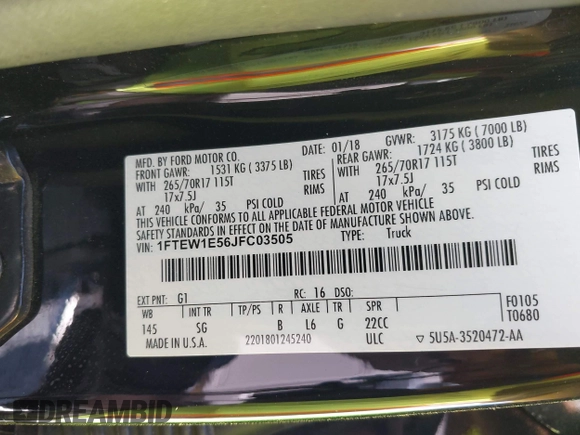 MFD. BY FORD MOTOR CO.
01/18 GVWR: 3175 KG ( 7000 LB)
FRONT GAWR: 1531 KG ( 3375 LB)
REAR GAWR: 1724 KG ( 3800 LB)
WITH 265/70R17 115T TIRES
WITH 265/70R17 115T TIRES
17x7.5J RIMS
17x7.5J RIMS
AT 240 kPa/ 35 PSI COLD
AT 240 kPa/ 35 PSI COLD
THIS VEHICLE CONFORMS TO ALL APPLICABLE FEDERAL MOTOR VEHICLE
SAFETY STANDARDS IN EFFECT ON THE DATE OF MANUFACTURE SHOWN ABOVE.
VIN: 1FTEW1E56JFC03505
TYPE: Truck
EXT PNT: G1 RC: 16 DSO:
WB INT TR TP/PS R AXLE TR SPR
145 SG B L6 G 22CC
F0105
T0680
MADE IN U.S.A. 2201801245240 ULC ▽ 5U5A-3520472-AA
DREAMBID